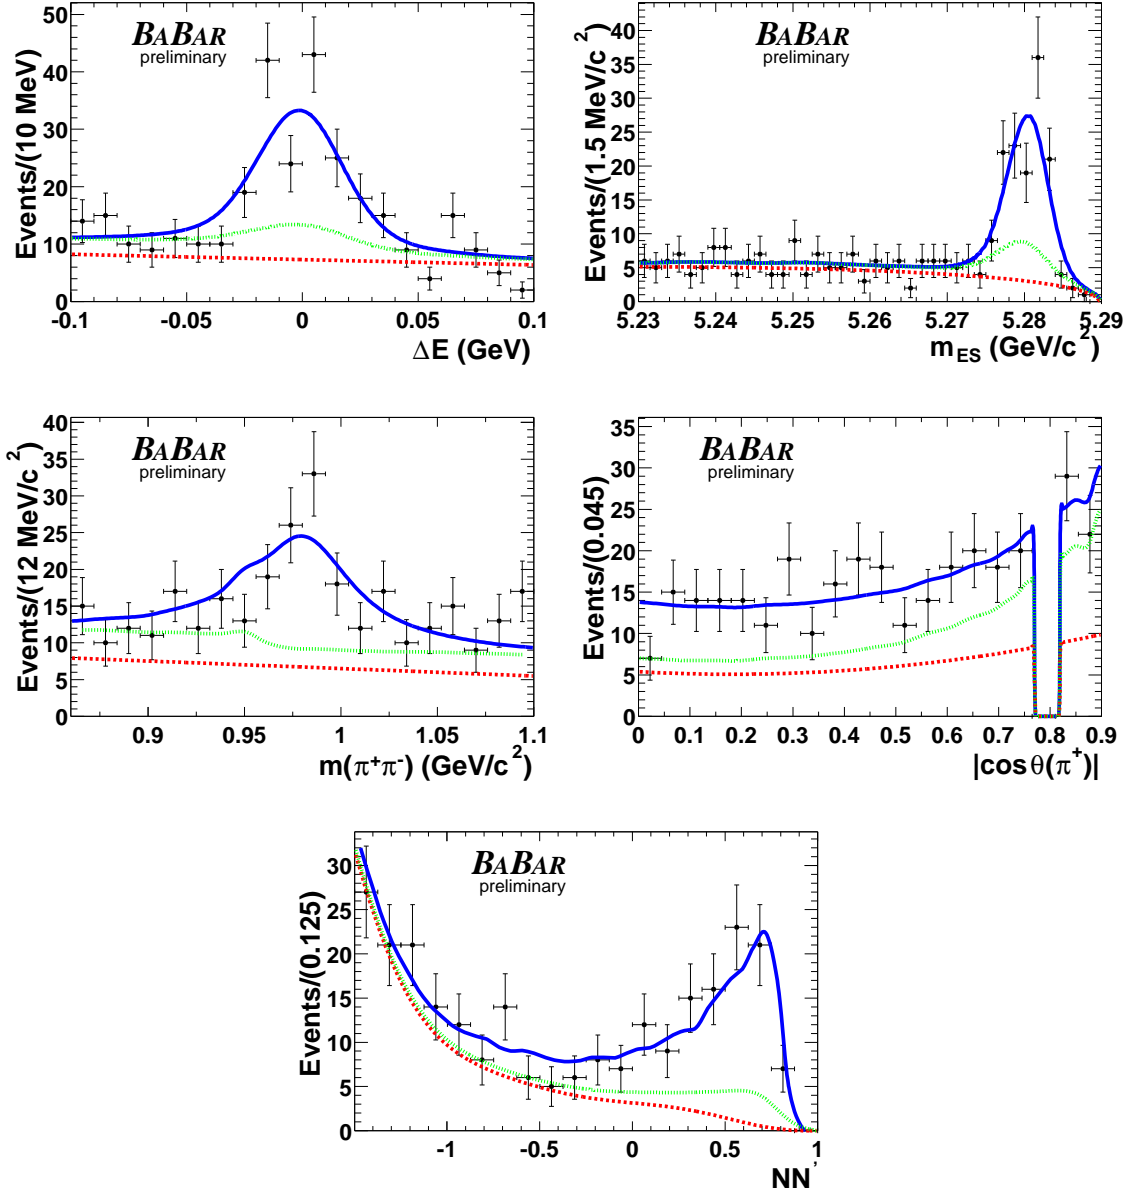 Events/(10 MeV)
50
40
30
20
10
0
BABAR
preliminary
-0.1 -0.05 0 0.05 0.1
ΔE (GeV)
Events/(1.5 MeV/c²)
40
35
30
25
20
15
10
5
0
BABAR
preliminary
5.23 5.24 5.25 5.26 5.27 5.28 5.29
m_ES (GeV/c²)
Events/(12 MeV/c²)
40
35
30
25
20
15
10
5
0
BABAR
preliminary
0.9 0.95 1 1.05 1.1
m(π⁺π⁻) (GeV/c²)
Events/(0.045)
35
30
25
20
15
10
5
0
BABAR
preliminary
0 0.1 0.2 0.3 0.4 0.5 0.6 0.7 0.8 0.9
|cosθ(π⁺)|
Events/(0.125)
30
25
20
15
10
5
0
BABAR
preliminary
-1 -0.5 0 0.5 1
NN'